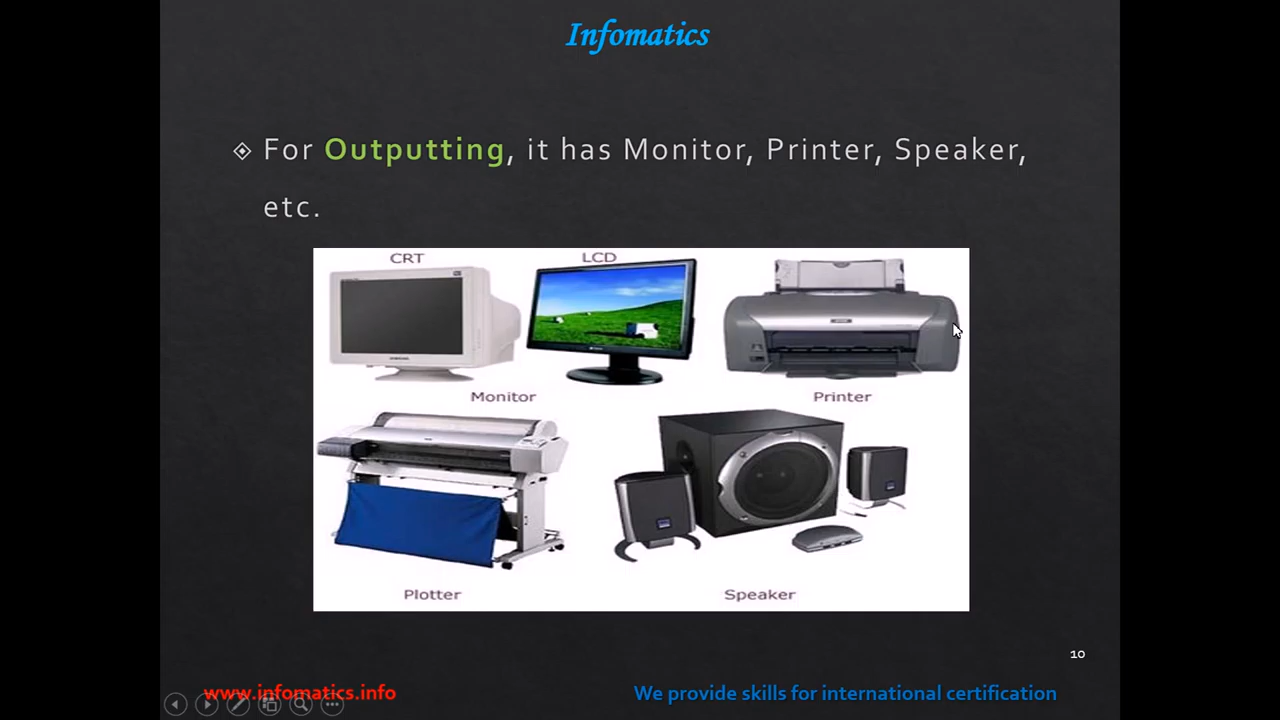 Infomatics
For Outputting, it has Monitor, Printer, Speaker,
etc.
CRT
LCD
Monitor
Printer
Plotter
Speaker
10
www.infomatics.info
We provide skills for international certification